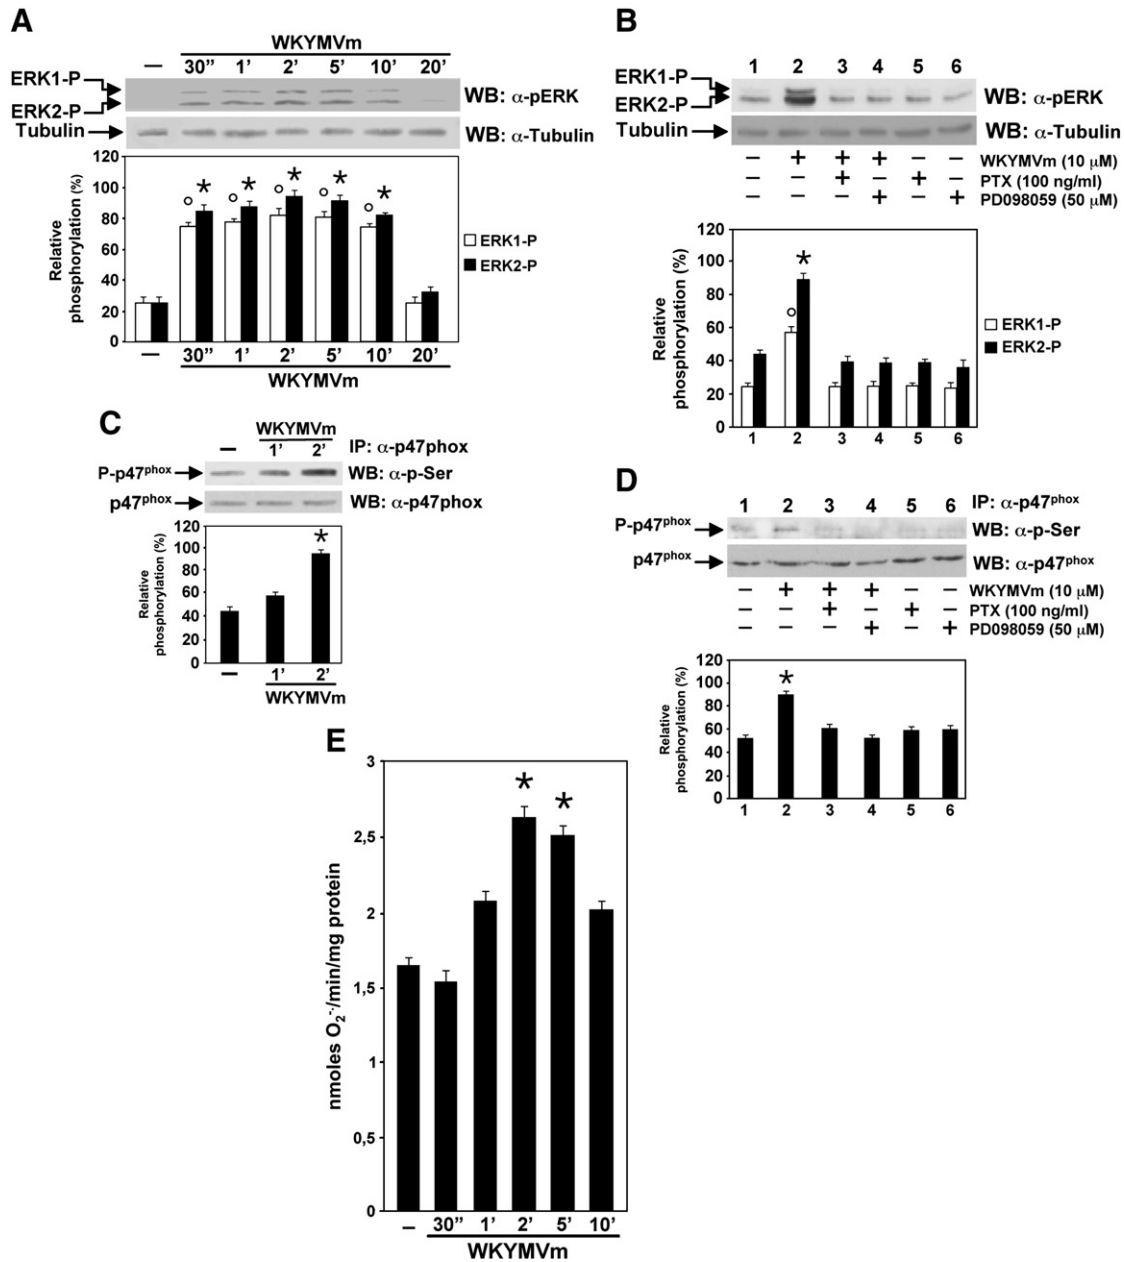 A
WKYMVm
— 30” 1’ 2’ 5’ 10’ 20’
ERK1-P
ERK2-P
WB: α-pERK
Tubulin
WB: α-Tubulin
Relative phosphorylation (%)
120
100
80
60
40
20
0
ERK1-P
ERK2-P
— 30” 1’ 2’ 5’ 10’ 20’
WKYMVm
B
1 2 3 4 5 6
ERK1-P
ERK2-P
WB: α-pERK
Tubulin
WB: α-Tubulin
– + + + – – WKYMVm (10 μM)
– – + – + – PTX (100 ng/ml)
– – – + – + PD098059 (50 μM)
Relative phosphorylation (%)
120
100
80
60
40
20
0
ERK1-P
ERK2-P
1 2 3 4 5 6
C
WKYMVm
— 1’ 2’ IP: α-p47phox
P-p47phox
WB: α-p-Ser
p47phox
WB: α-p47phox
Relative phosphorylation (%)
120
100
80
60
40
20
0
— 1’ 2’
WKYMVm
D
1 2 3 4 5 6 IP: α-p47phox
P-p47phox
WB: α-p-Ser
p47phox
WB: α-p47phox
– + + + – – WKYMVm (10 μM)
– – + – + – PTX (100 ng/ml)
– – – + – + PD098059 (50 μM)
Relative phosphorylation (%)
120
100
80
60
40
20
0
1 2 3 4 5 6
E
nmoles O2-·/min/mg protein
3
2,5
2
1,5
1
0,5
0
– 30” 1’ 2’ 5’ 10’
WKYMVm